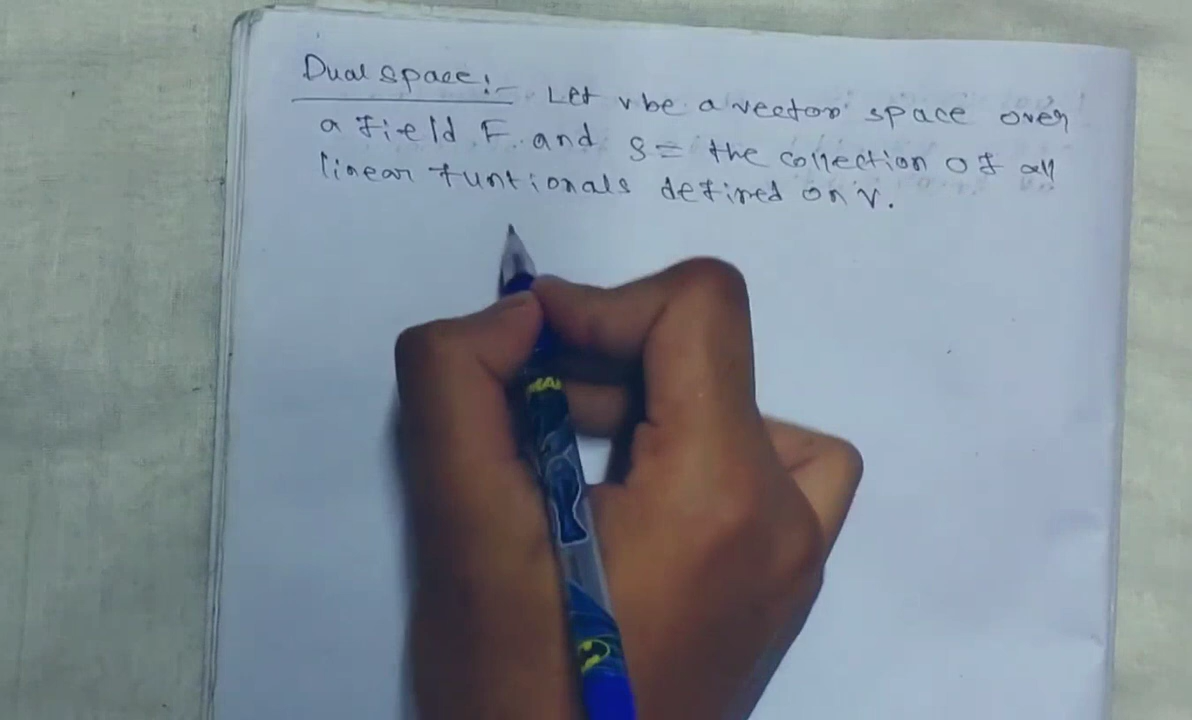 Dual space:- Let v be a vector space over
a field F and S = the collection of all
linear funtionals defined on V.